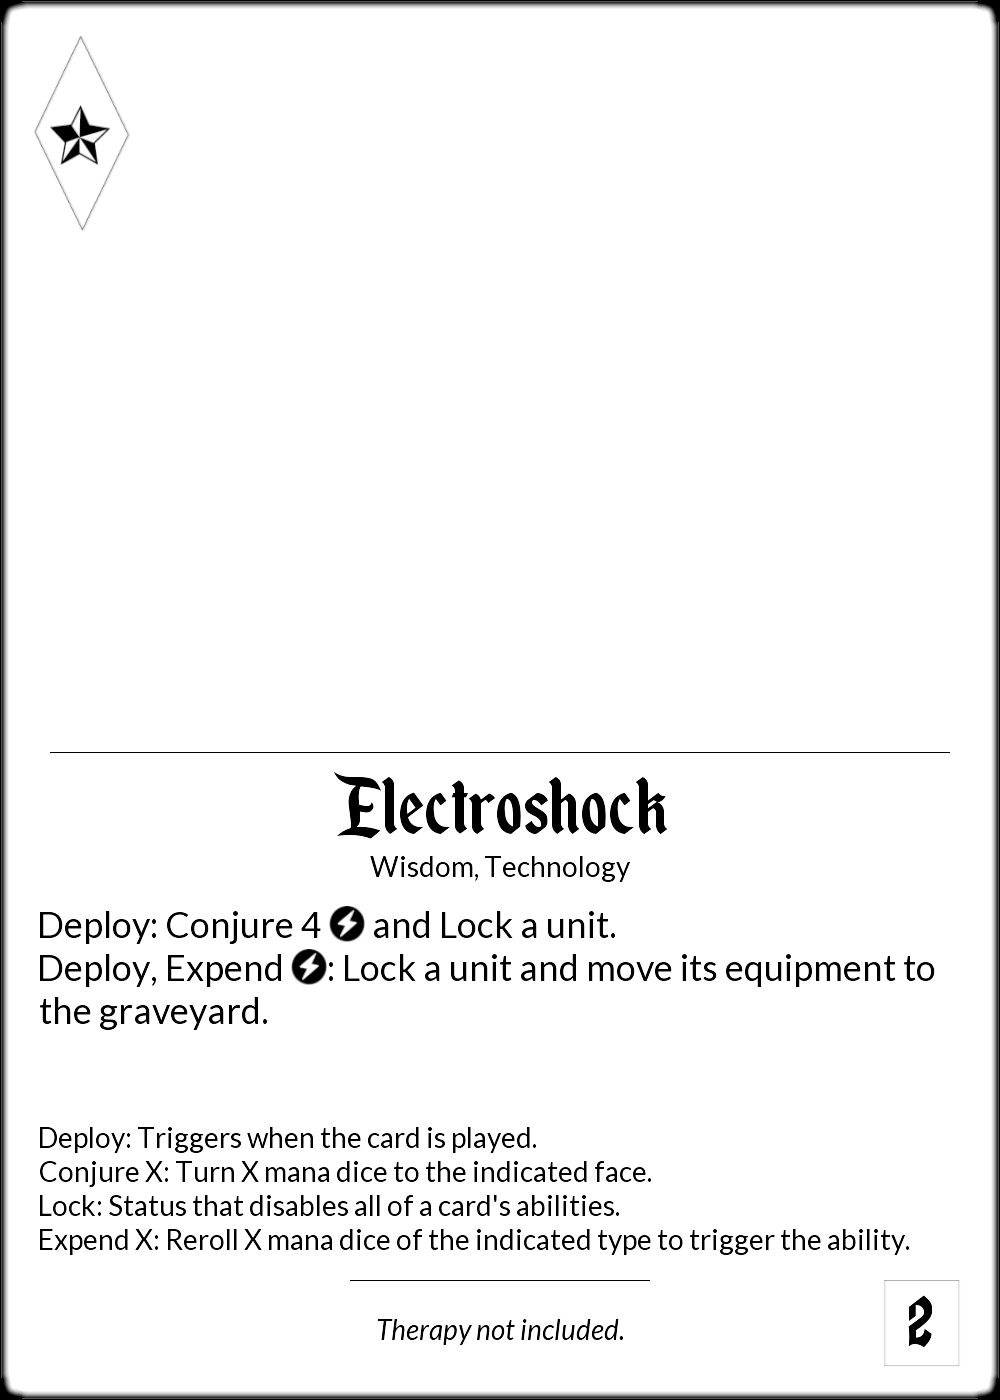 Electroshock
Wisdom, Technology
Deploy: Conjure 4 and Lock a unit.
Deploy, Expend : Lock a unit and move its equipment to
the graveyard.
Deploy: Triggers when the card is played.
Conjure X: Turn X mana dice to the indicated face.
Lock: Status that disables all of a card's abilities.
Expend X: Reroll X mana dice of the indicated type to trigger the ability.
Therapy not included.
2